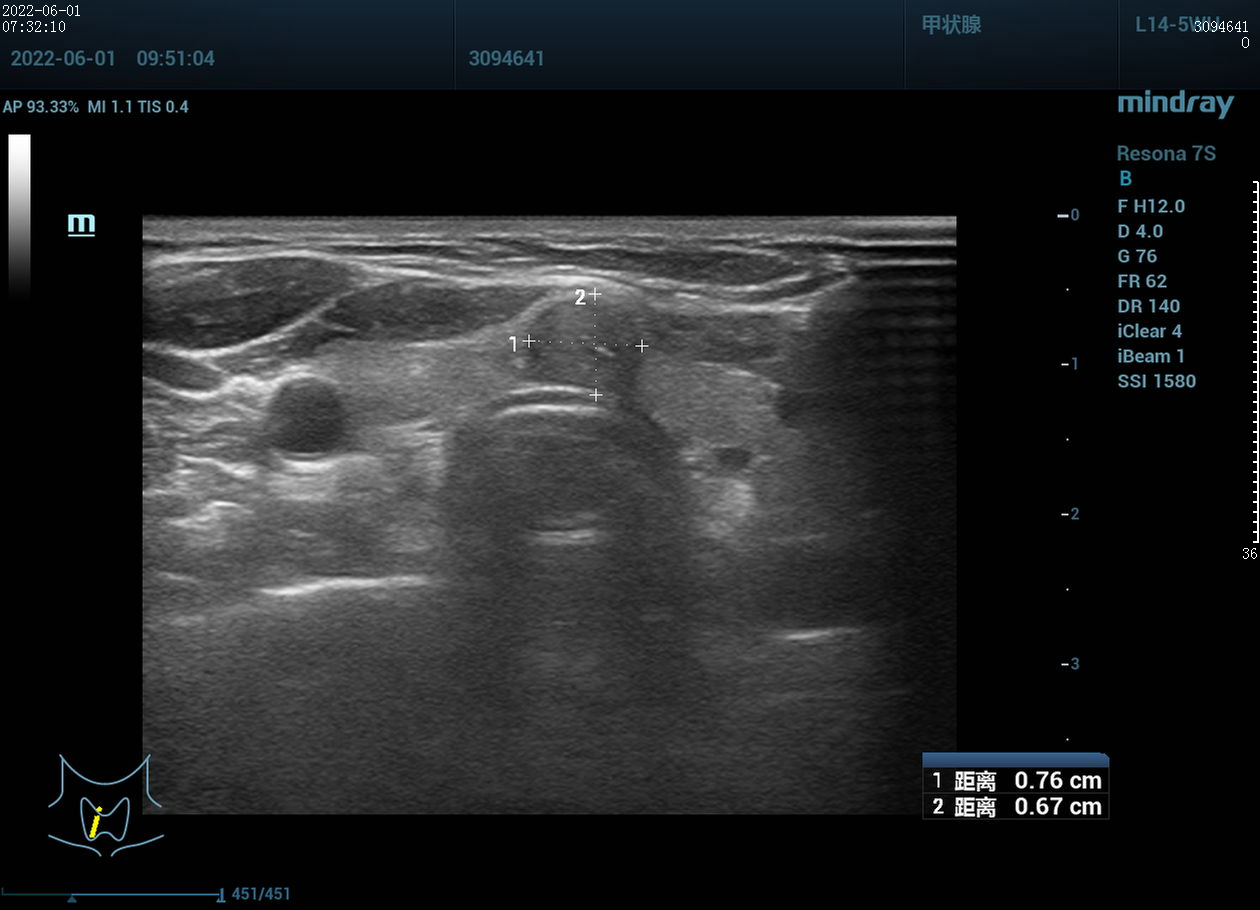 2022-06-01
07:32:10
甲状腺
3094641
0
2022-06-01 09:51:04
3094641
AP 93.33% MI 1.1 TIS 0.4
mindray
Resona 7S
B
F H12.0
D 4.0
G 76
FR 62
DR 140
iClear 4
iBeam 1
SSI 1580
m
0
1
2
3
36
2
1
1 距离 0.76 cm
2 距离 0.67 cm
451/451